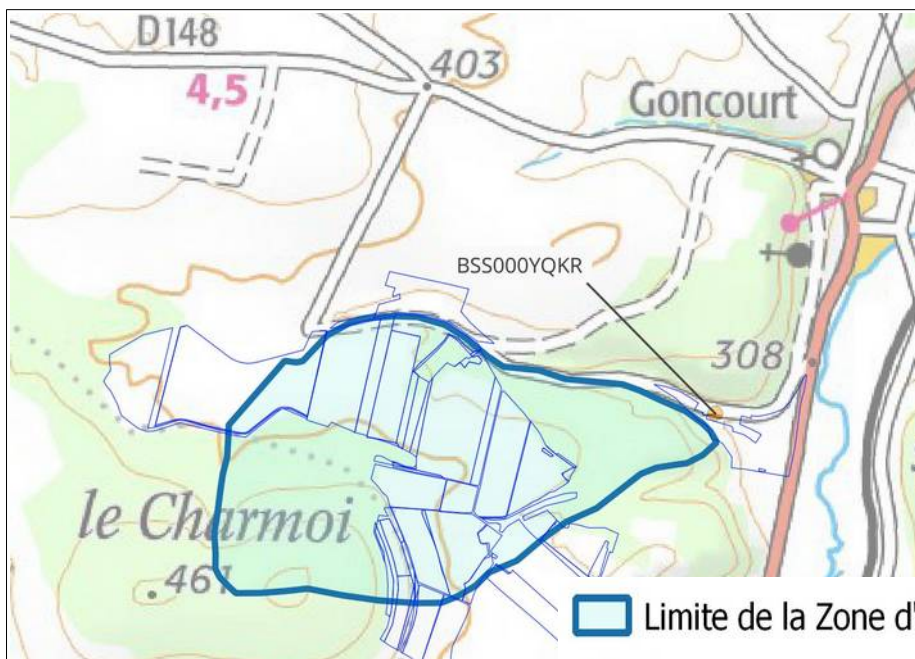 D148
403
4,5
Goncourt
BSS000YQKR
308
le Charmoi
461
Limite de la Zone d'